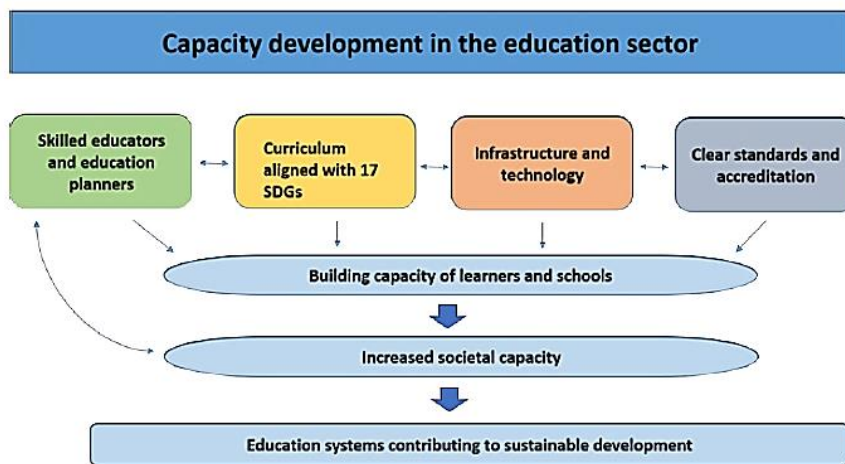 Capacity development in the education sector
Skilled educators
and education
planners
Curriculum
aligned with 17
SDGs
Infrastructure and
technology
Clear standards and
accreditation
Building capacity of learners and schools
Increased societal capacity
Education systems contributing to sustainable development